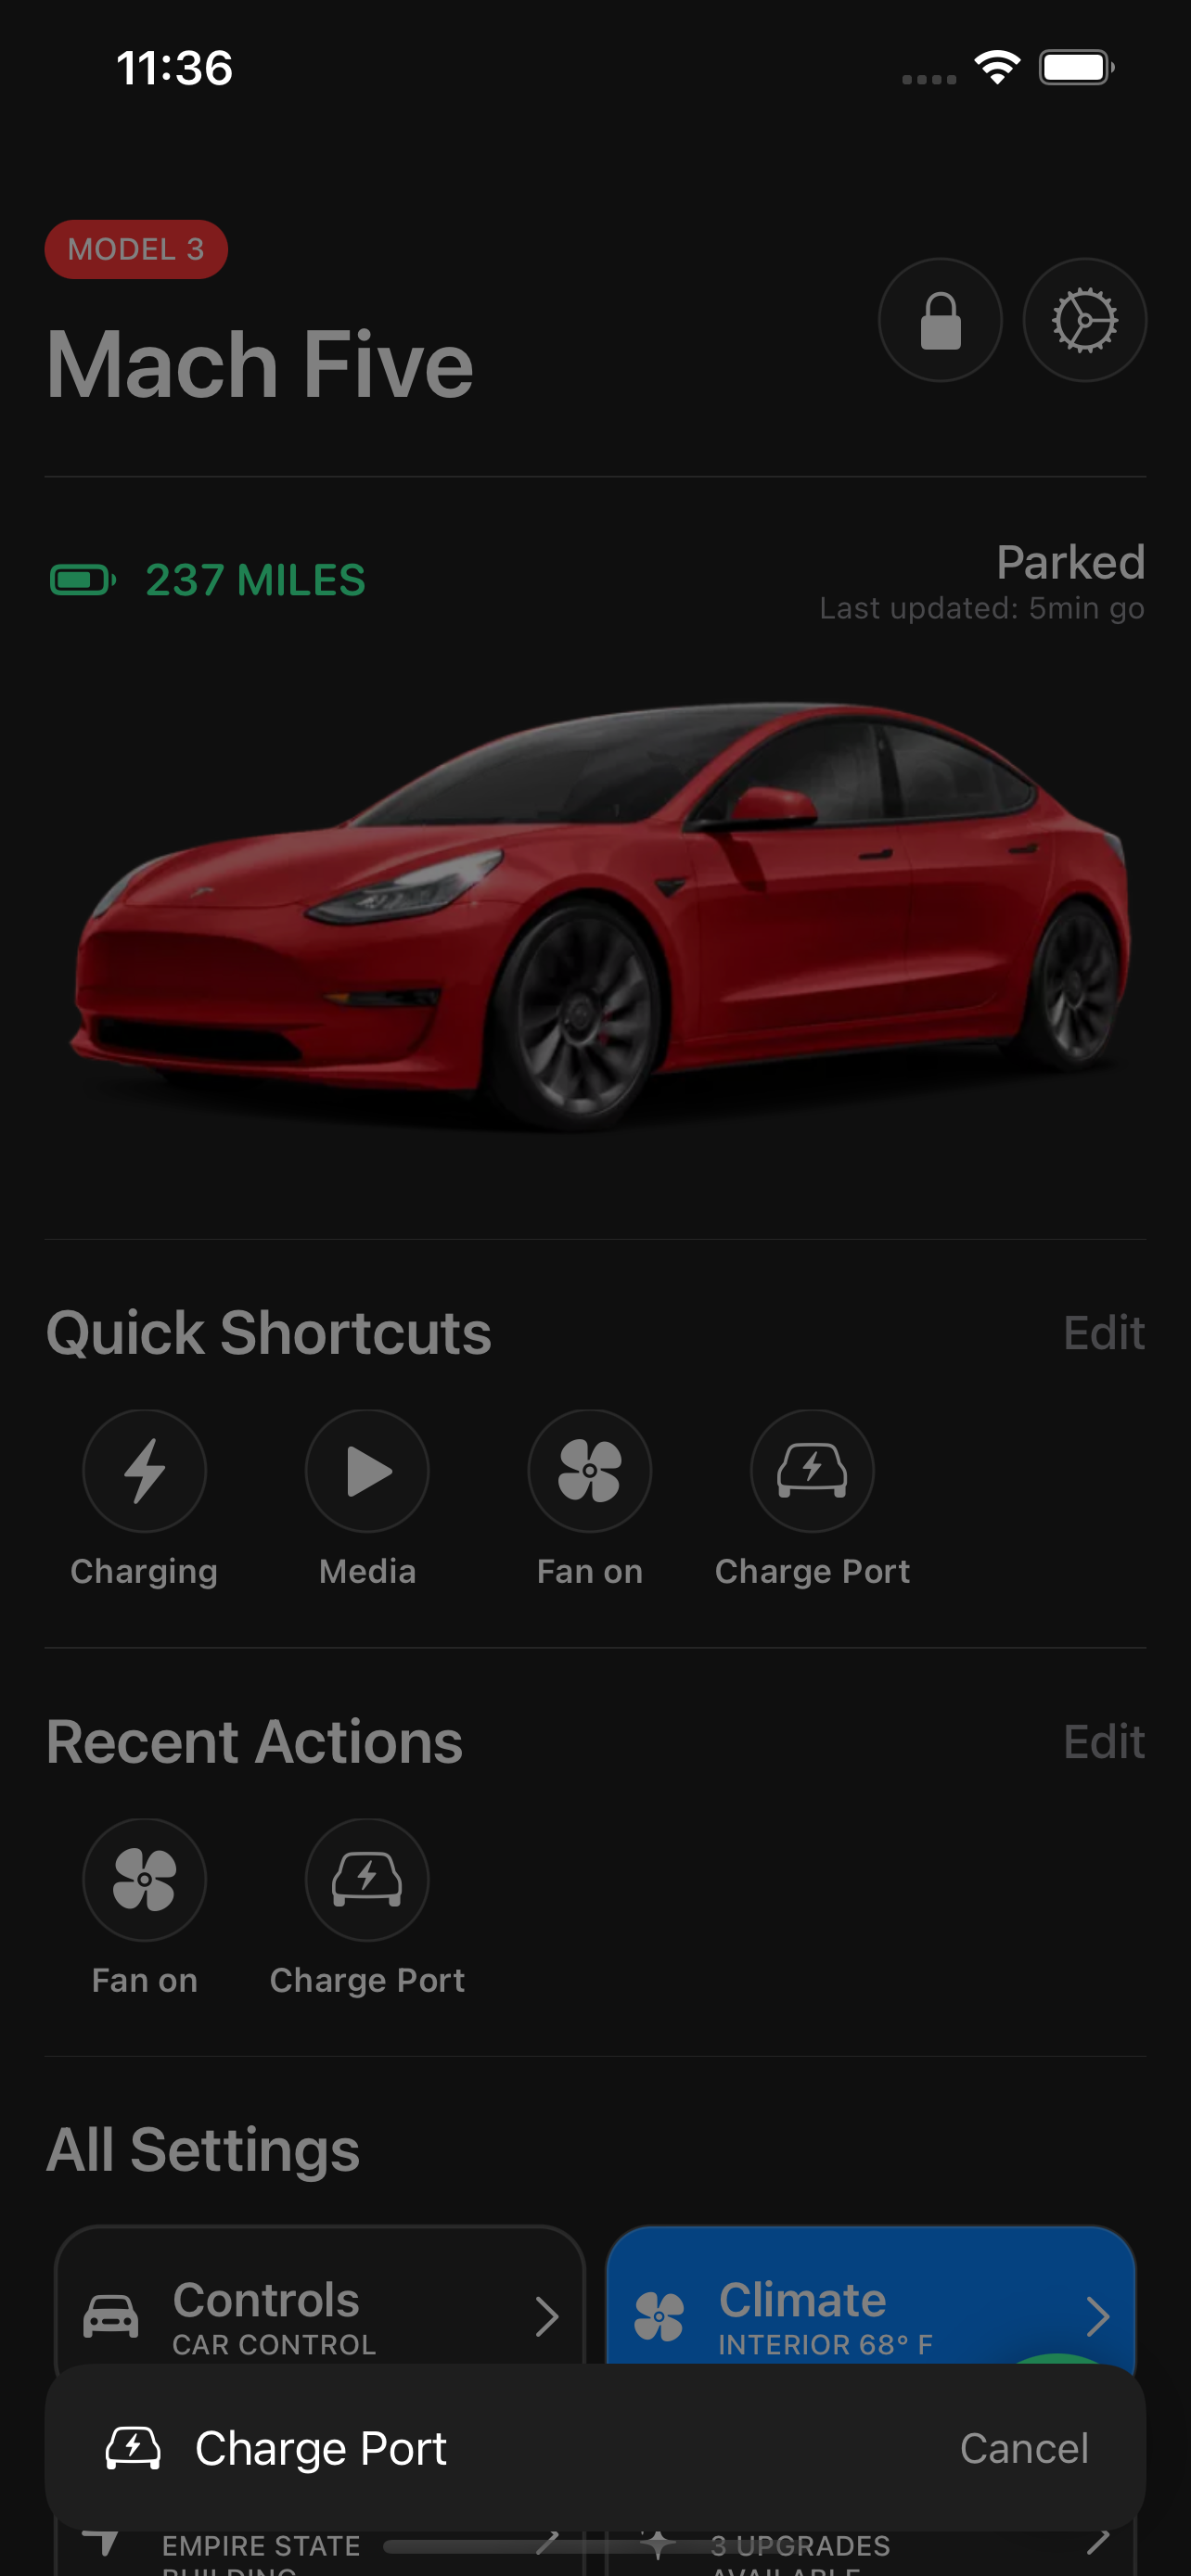 11:36
MODEL 3
Mach Five
237 MILES
Parked
Last updated: 5min go
Quick Shortcuts
Edit
Charging
Media
Fan on
Charge Port
Recent Actions
Edit
Fan on
Charge Port
All Settings
Controls
CAR CONTROL
Climate
INTERIOR 68° F
Charge Port
Cancel
EMPIRE STATE
BUILDING
3 UPGRADES
AVAILABLE